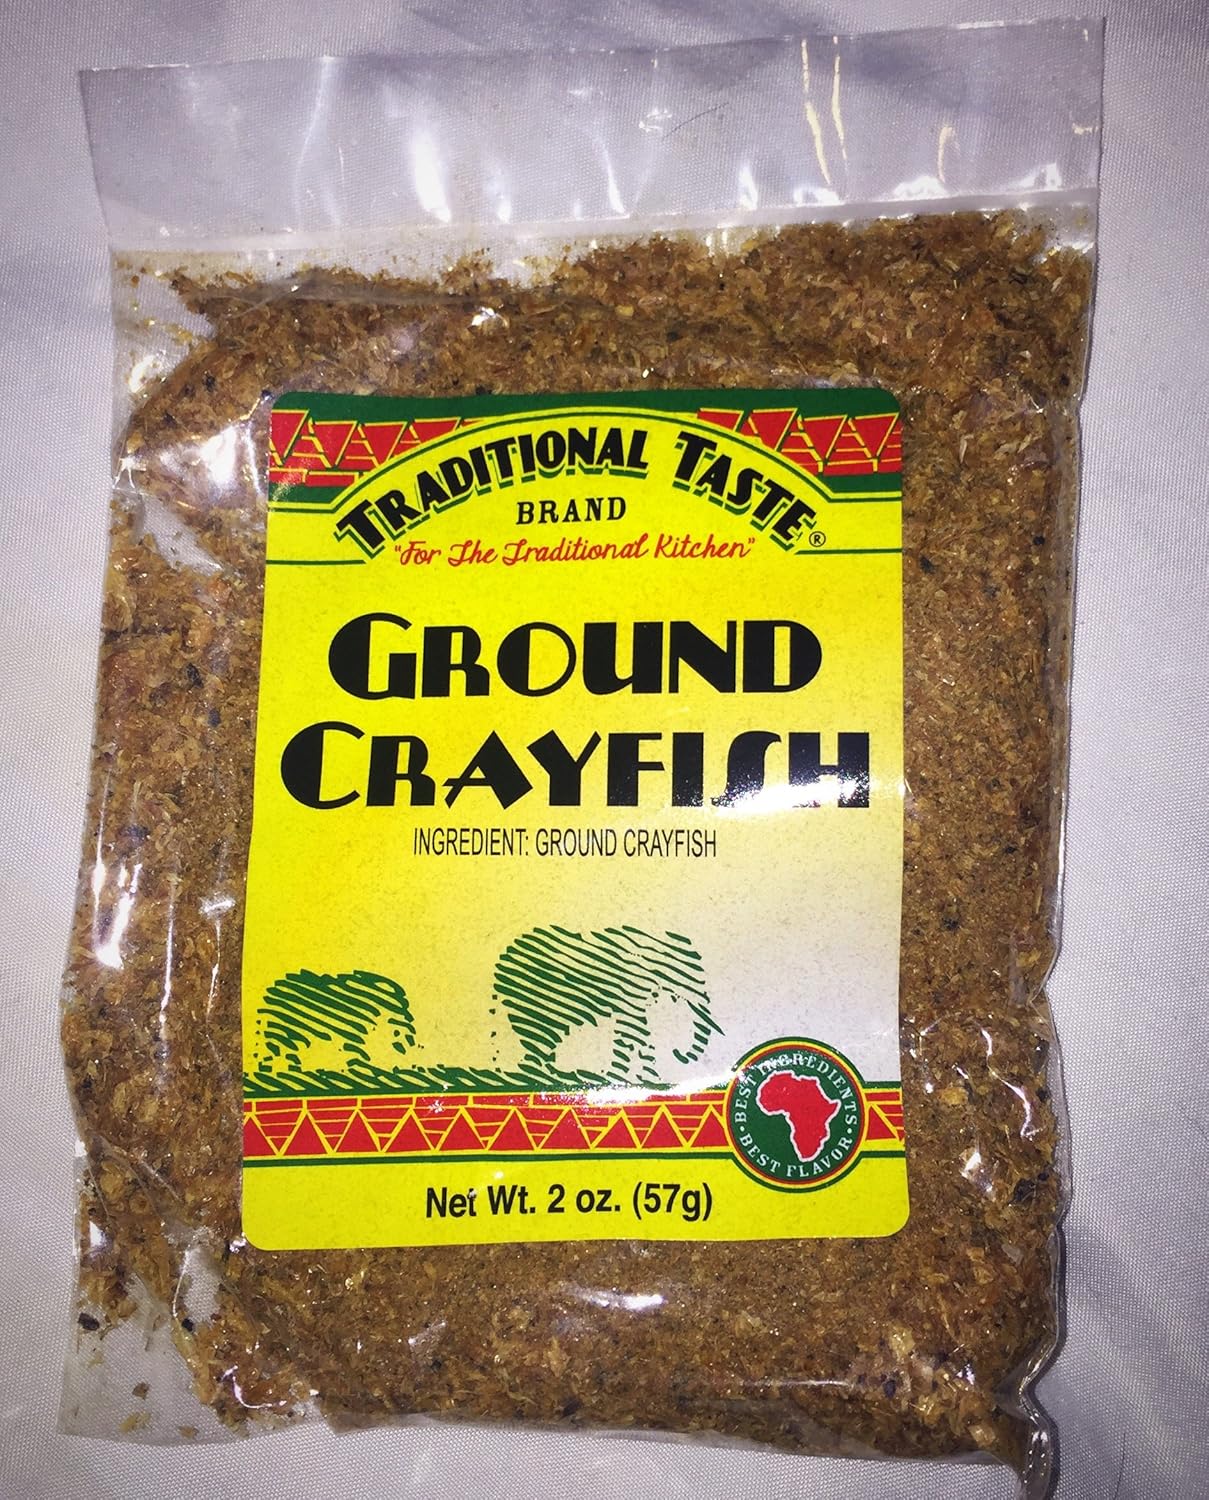 TRADITIONAL TASTE®
BRAND
"For The Traditional Kitchen"
GROUND
CRAYFISH
INGREDIENT: GROUND CRAYFISH
BEST INGREDIENTS
• BEST FLAVOR •
Net Wt. 2 oz. (57g)